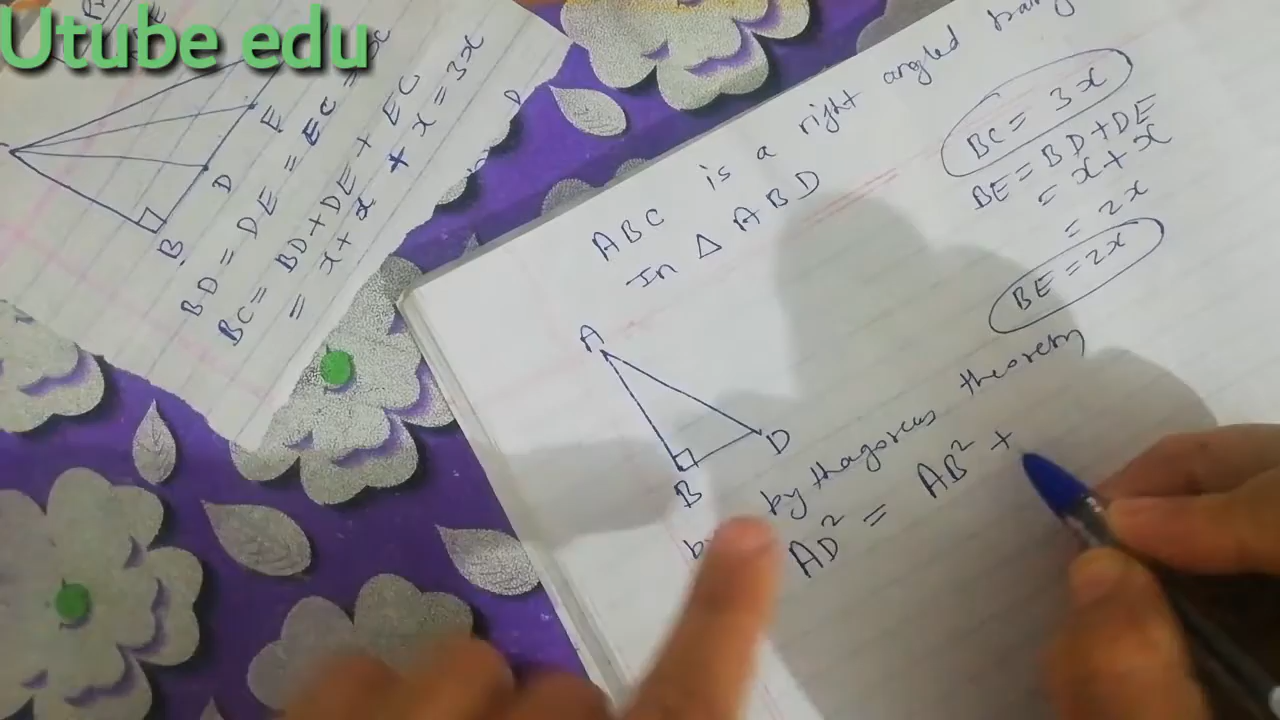 Utube edu
A
B
D
E
BD = DE = EC = x
BC = BD + DE + EC
= x + x + x = 3x
ABC is a right angled
In Δ ABD
A
B
D
BC = 3x
BE = BD + DE
= x + x
= 2x
BE = 2x
by thagoreus theorem
AD² = AB² +